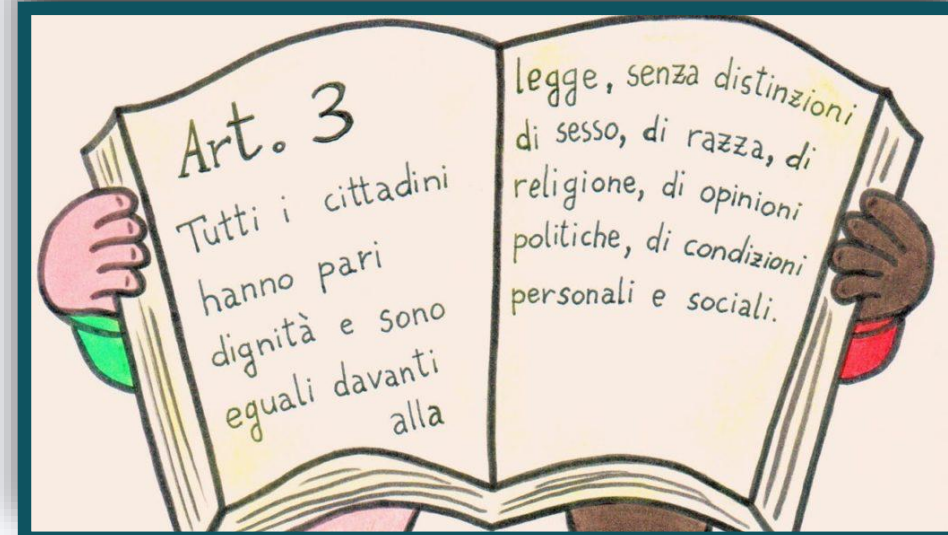 Art. 3
Tutti i cittadini
hanno pari
dignità e sono
eguali davanti
alla
legge, senza distinzioni
di sesso, di razza, di
religione, di opinioni
politiche, di condizioni
personali e sociali.